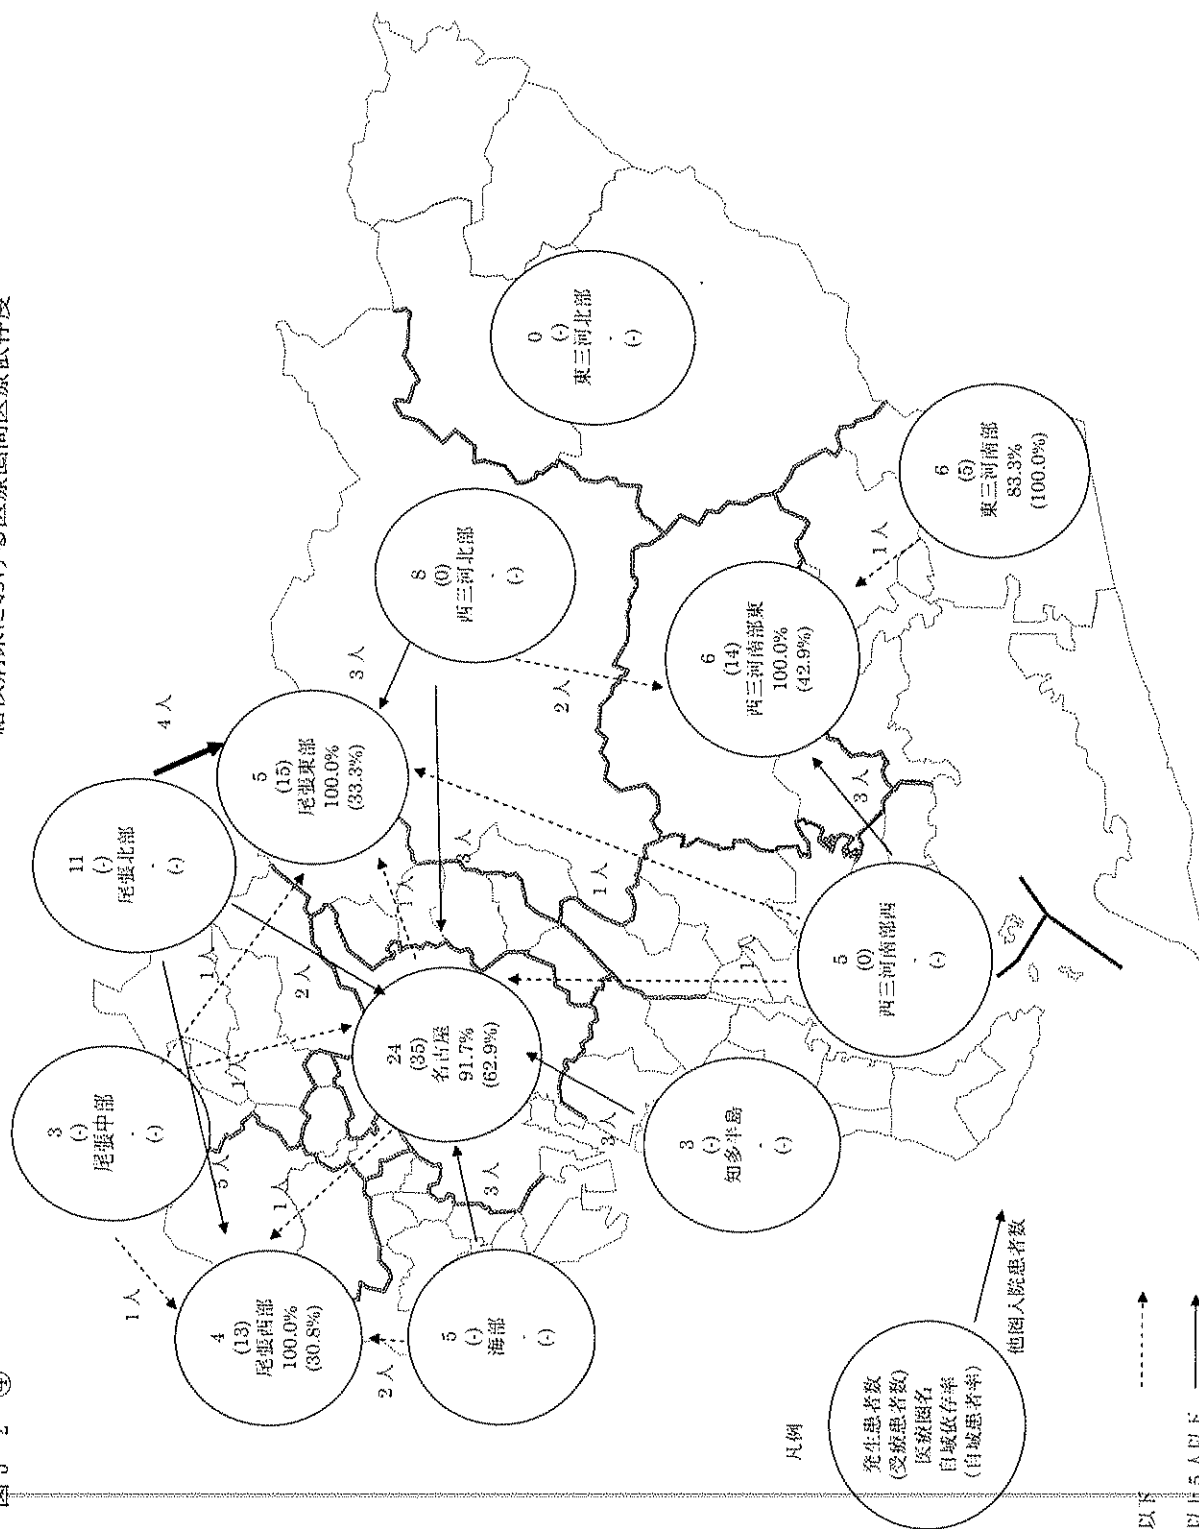 図 3 2 ④
結核病床における医療圏間医療依存度
3
(-)
尾張中部
-
(-)
11
(-)
尾張北部
-
(-)
4人
1人
4
(13)
尾張西部
100.0%
(30.8%)
5
(15)
尾張東部
100.0%
(33.3%)
3人
5人
1人
1人
2人
1人
1人
8
(0)
西三河北部
-
(-)
2人
5
(-)
海部
-
(-)
3人
24
(35)
名古屋
91.7%
(62.9%)
3人
2人
0
(-)
東三河北部
-
(-)
3人
1人
3
(-)
知多半島
-
(-)
1人
6
(14)
西三河南部東
100.0%
(42.9%)
5
(0)
西三河南部西
-
(-)
3人
1人
6
(5)
東三河南部
83.3%
(100.0%)
凡例
発生患者数
(受療患者数)
医療圏名
自域依存率
(自域患者率)
他圏入院患者数
以下
以上5人以下